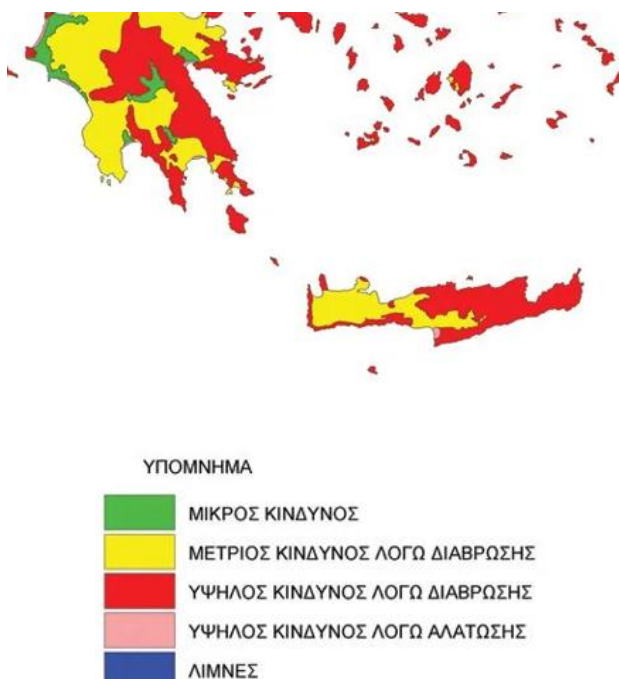 ΥΠΟΜΝΗΜΑ
ΜΙΚΡΟΣ ΚΙΝΔΥΝΟΣ
ΜΕΤΡΙΟΣ ΚΙΝΔΥΝΟΣ ΛΟΓΩ ΔΙΑΒΡΩΣΗΣ
ΥΨΗΛΟΣ ΚΙΝΔΥΝΟΣ ΛΟΓΩ ΔΙΑΒΡΩΣΗΣ
ΥΨΗΛΟΣ ΚΙΝΔΥΝΟΣ ΛΟΓΩ ΑΛΑΤΩΣΗΣ
ΛΙΜΝΕΣ